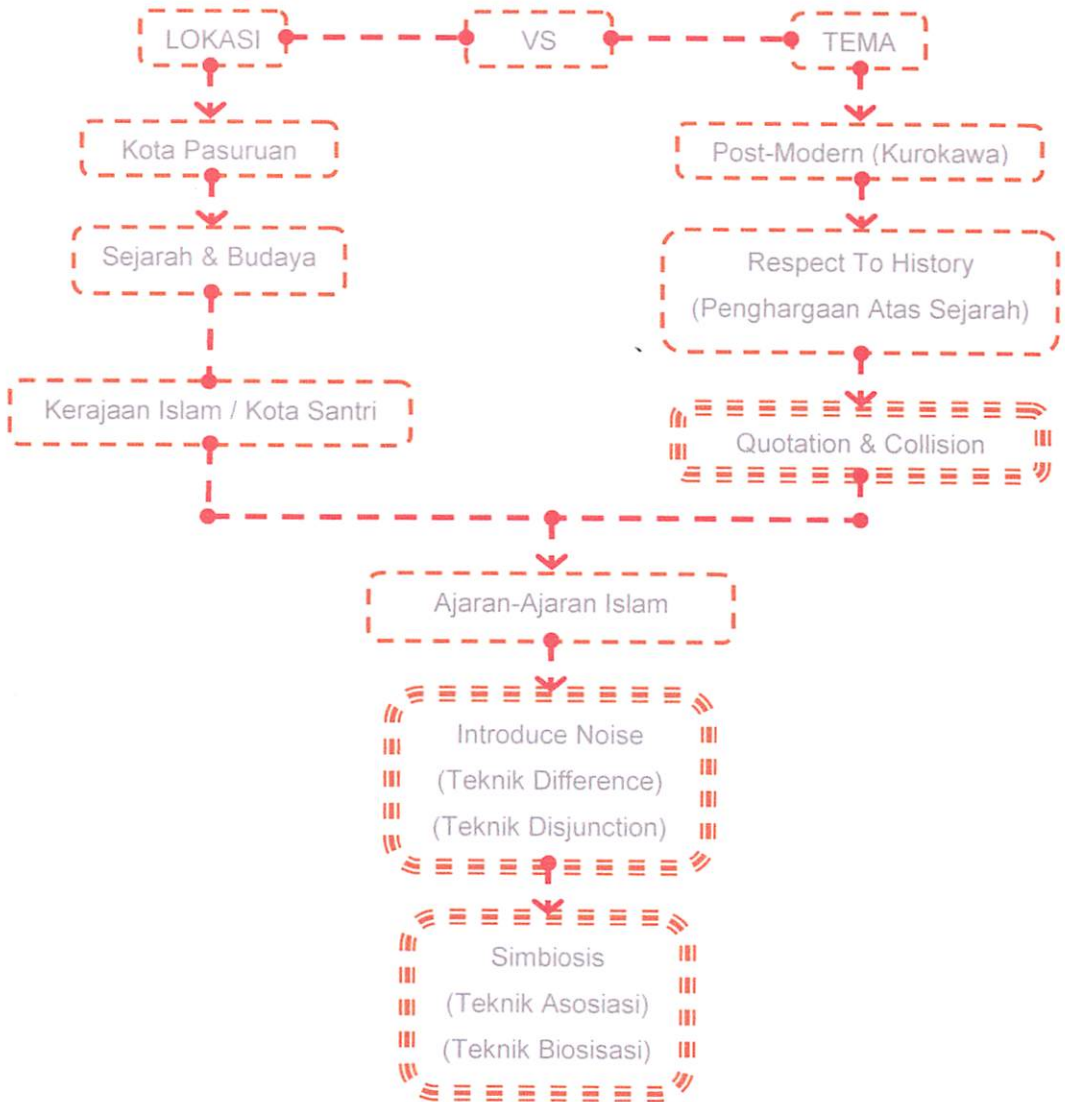 LOKASI
VS
TEMA
Kota Pasuruan
Post-Modern (Kurokawa)
Sejarah & Budaya
Respect To History
(Penghargaan Atas Sejarah)
Kerajaan Islam / Kota Santri
Quotation & Collision
Ajaran-Ajaran Islam
Introduce Noise
(Teknik Difference)
(Teknik Disjunction)
Simbiosis
(Teknik Asosiasi)
(Teknik Biosisasi)